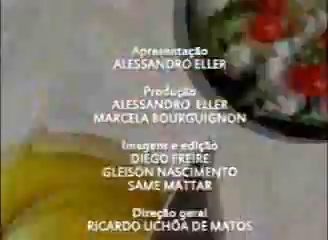 Apresentação
ALESSANDRO ELLER
Produção
ALESSANDRO ELLER
MARCELA BOURGUIGNON
Imagens e edição
DIEGO FREIRE
GLEISON NASCIMENTO
SAME MATTAR
Direção geral
RICARDO UCHÔA DE MATOS